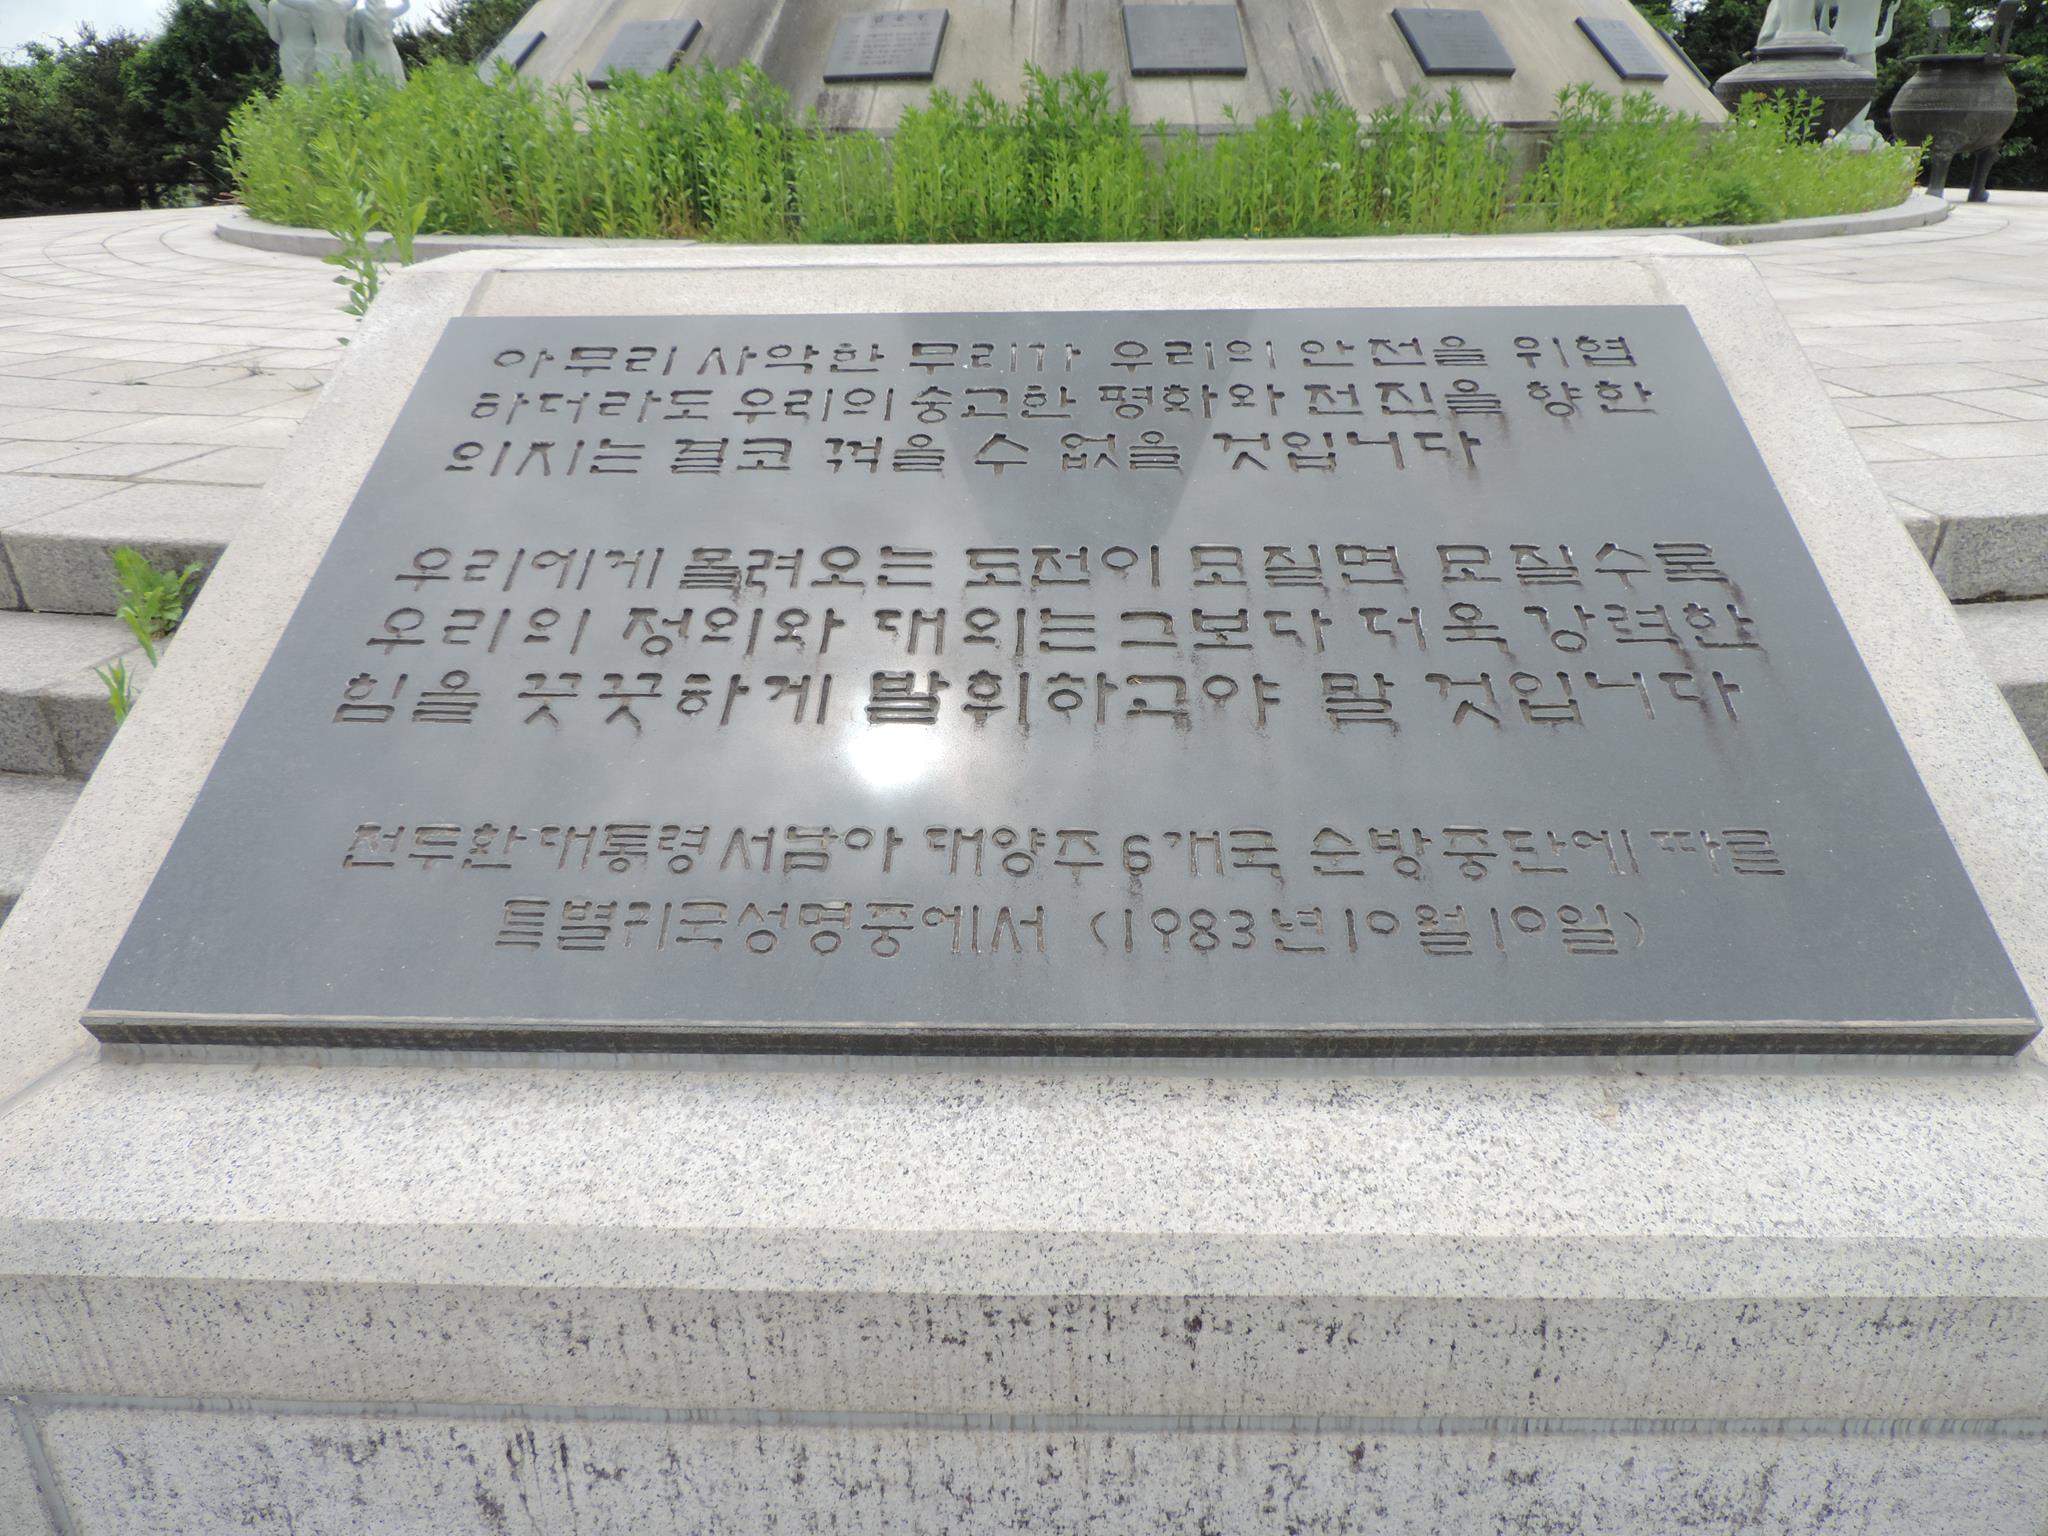 아무리 사악한 무리가 우리의 안전을 위협
하더라도 우리의 숭고한 평화와 전진을 향한
의지는 결코 꺾을 수 없을 것입니다
우리에게 몰려오는 도전이 모질면 모질수록
우리의 정의와 대의는 그보다 더욱 강력한
힘을 끗끗하게 발휘하고야 말 것입니다
전두환 대통령 서남아 대양주 6개국 순방중단에 따를
특별귀국성명중에서 (1983년 10월 10일)